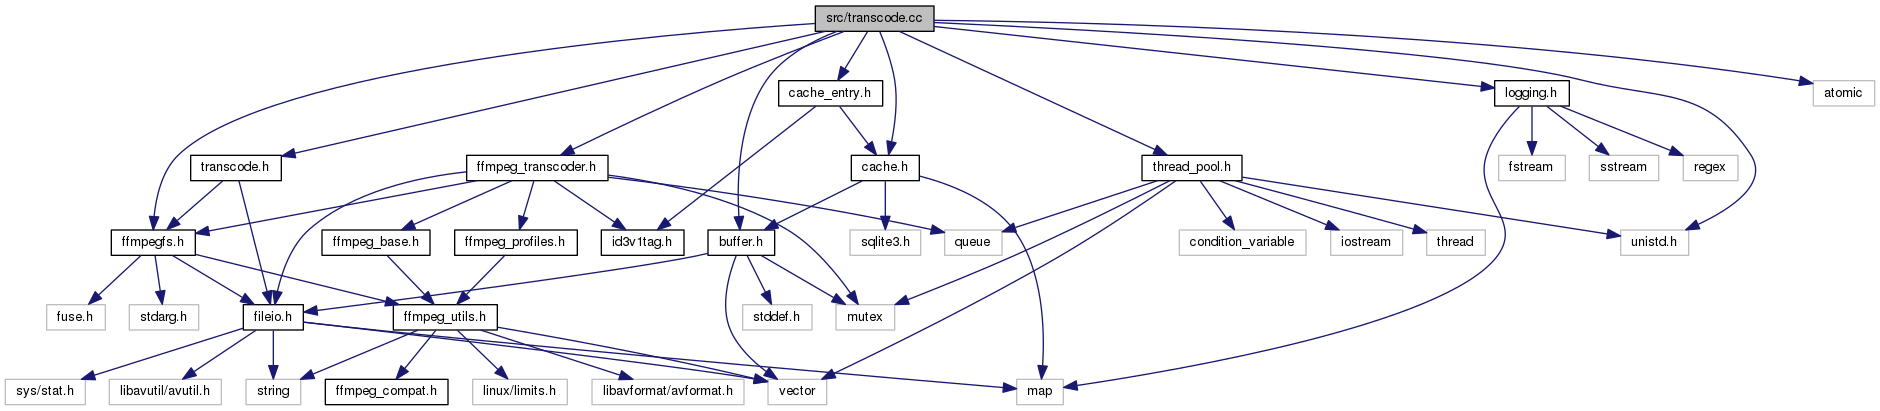 src/transcode.cc
cache_entry.h
logging.h
atomic
transcode.h
ffmpeg_transcoder.h
cache.h
thread_pool.h
fstream
sstream
regex
ffmpegfs.h
ffmpeg_base.h
ffmpeg_profiles.h
id3v1tag.h
buffer.h
sqlite3.h
queue
condition_variable
iostream
thread
unistd.h
fuse.h
stdarg.h
fileio.h
ffmpeg_utils.h
stddef.h
mutex
sys/stat.h
libavutil/avutil.h
string
ffmpeg_compat.h
linux/limits.h
libavformat/avformat.h
vector
map